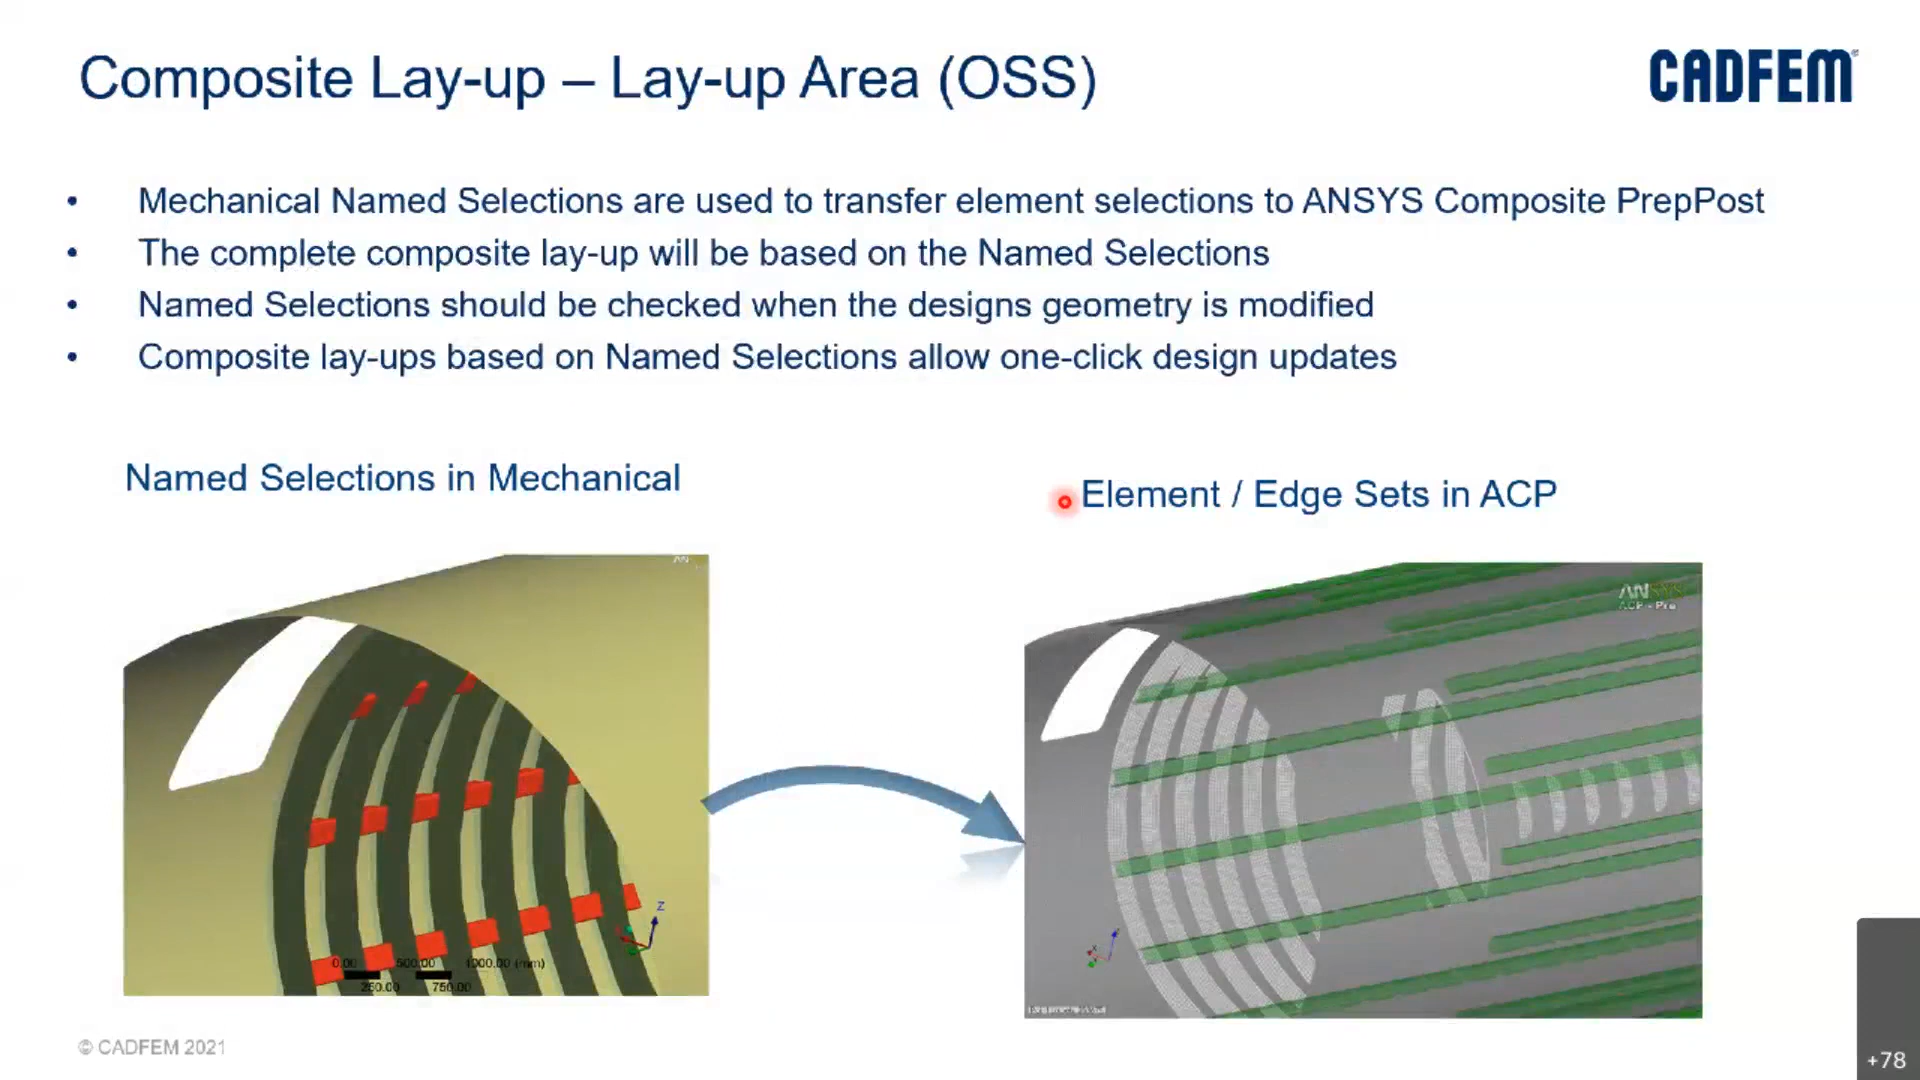 Composite Lay-up – Lay-up Area (OSS)
CADFEM
• Mechanical Named Selections are used to transfer element selections to ANSYS Composite PrepPost
• The complete composite lay-up will be based on the Named Selections
• Named Selections should be checked when the designs geometry is modified
• Composite lay-ups based on Named Selections allow one-click design updates
Named Selections in Mechanical
Element / Edge Sets in ACP
AN
ANSYS
ACP - Pre
Z
0.00 500.00 1000.00 (mm)
250.00 750.00
© CADFEM 2021
+78